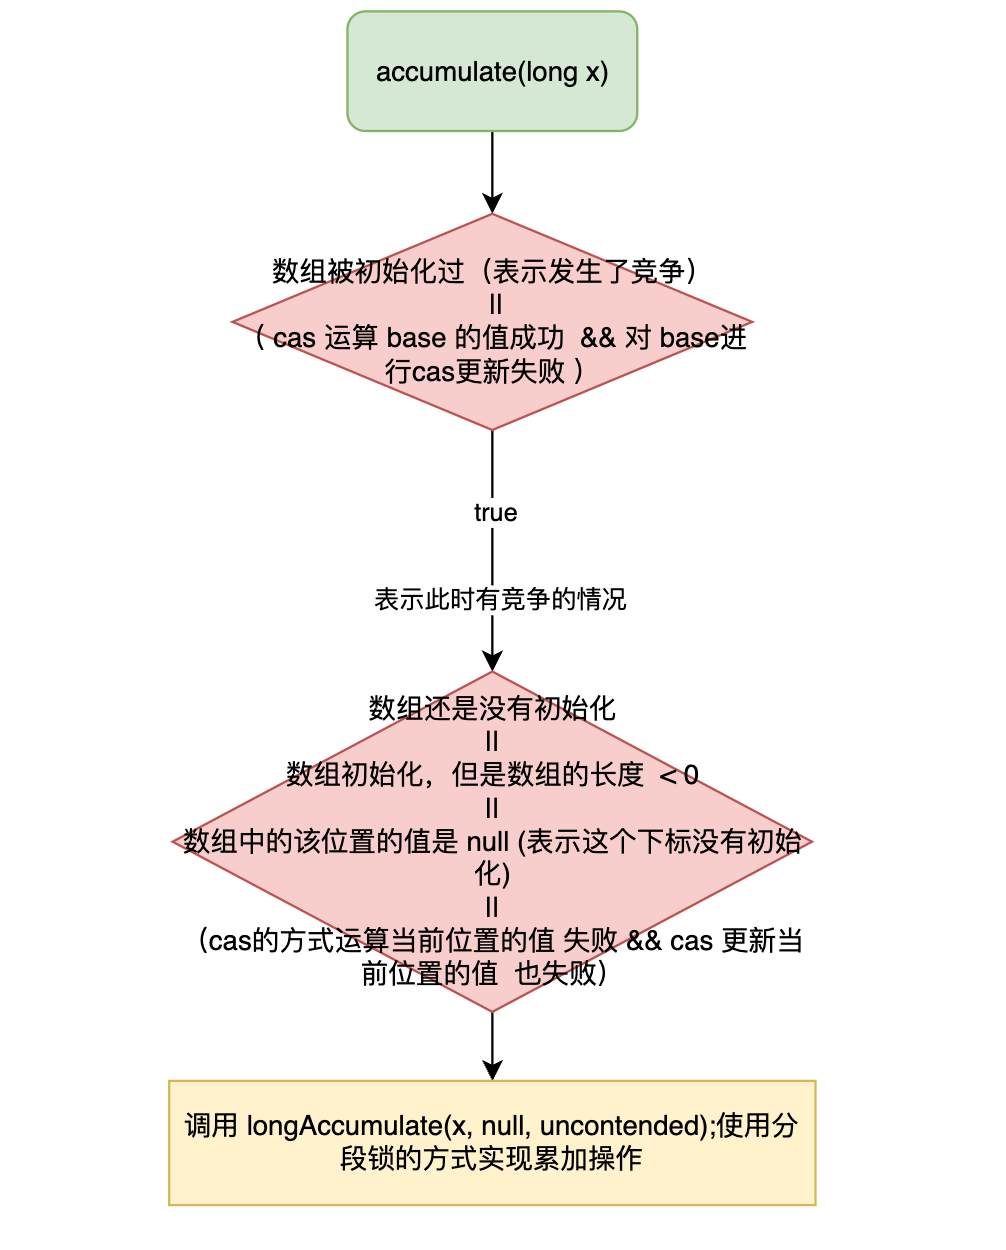 accumulate(long x)
数组被初始化过（表示发生了竞争）
||
（ cas 运算 base 的值成功  && 对 base进
行cas更新失败 ）
true
表示此时有竞争的情况
数组还是没有初始化
||
数组初始化，但是数组的长度  < 0
||
数组中的该位置的值是 null (表示这个下标没有初始
化)
||
（cas的方式运算当前位置的值 失败 && cas 更新当
前位置的值  也失败）
调用 longAccumulate(x, null, uncontended);使用分
段锁的方式实现累加操作